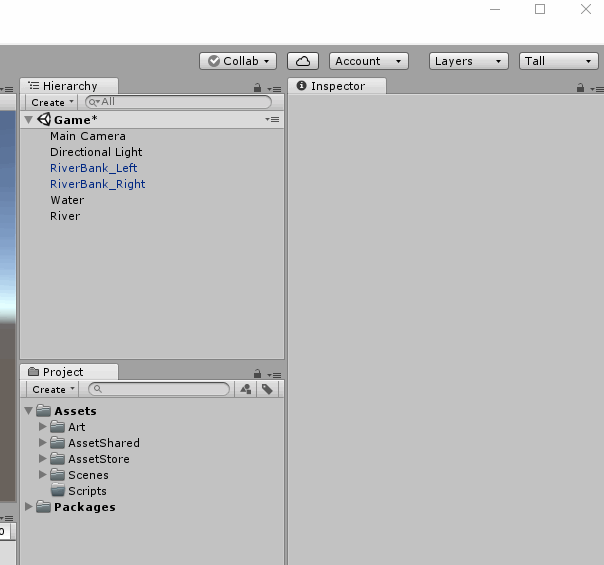 Collab Account Layers Tall
Hierarchy Inspector
Create All
Game*
Main Camera
Directional Light
RiverBank_Left
RiverBank_Right
Water
River
Project
Create
Assets
Art
AssetShared
AssetStore
Scenes
Scripts
Packages
0